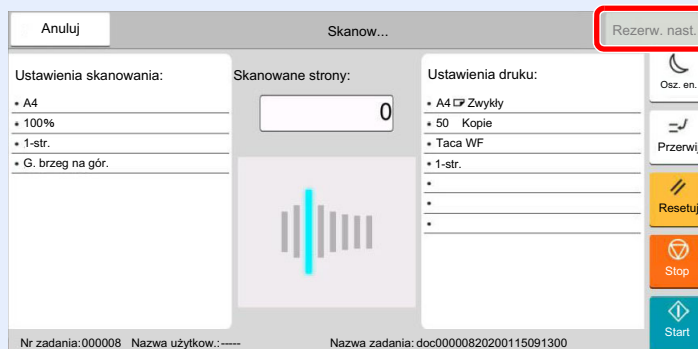 Anuluj
Skanow...
Rezerw. nast.
Ustawienia skanowania:
• A4
• 100%
• 1-str.
• G. brzeg na gór.
Skanowane strony:
0
Ustawienia druku:
• A4 Zwykły
• 50 Kopie
• Taca WF
• 1-str.
•
•
•
Osz. en.
Przerwij
Resetuj
Stop
Start
Nr zadania: 000008 Nazwa użytkow.: -----
Nazwa zadania: doc00000820200115091300